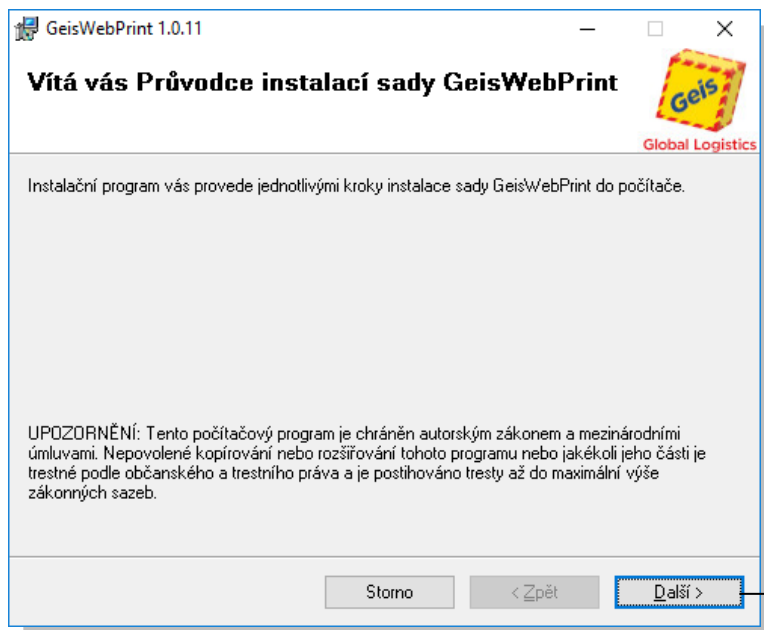 GeisWebPrint 1.0.11
Vítá vás Průvodce instalací sady GeisWebPrint
Geis
Global Logistics
Instalační program vás provede jednotlivými kroky instalace sady GeisWebPrint do počítače.
UPOZORNĚNÍ: Tento počítačový program je chráněn autorským zákonem a mezinárodními
úmluvami. Nepovolené kopírování nebo rozšiřování tohoto programu nebo jakékoli jeho části je
trestné podle občanského a trestního práva a je postihováno tresty až do maximální výše
zákonných sazeb.
Storno
< Zpět
Další >